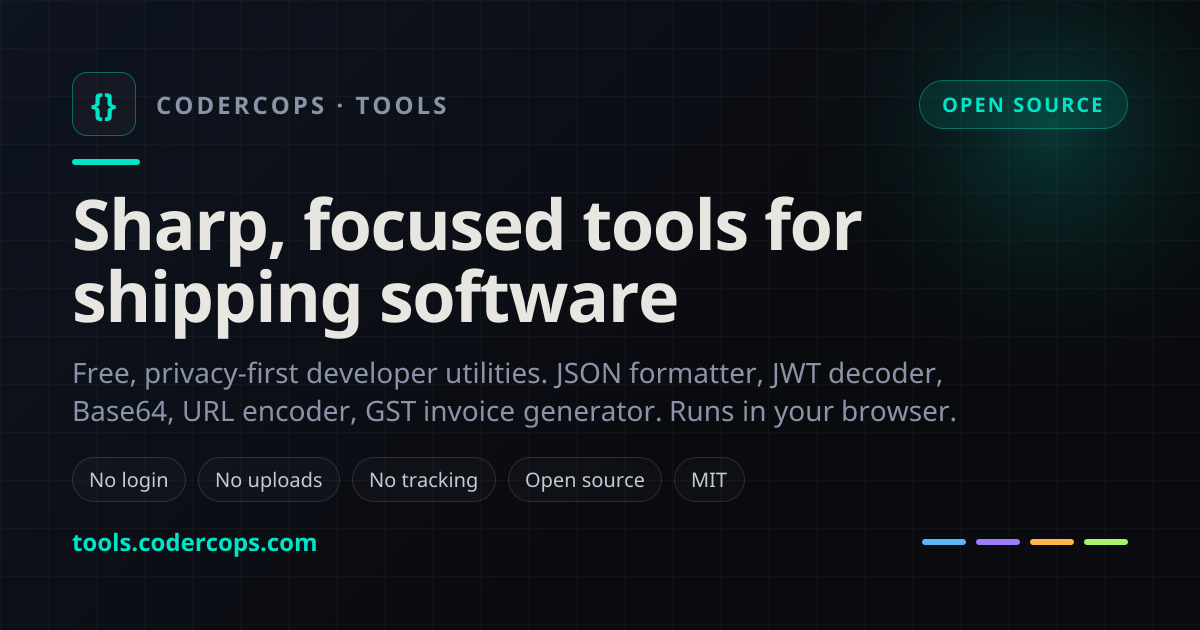 {}
CODERCOPS · TOOLS
OPEN SOURCE
Sharp, focused tools for
shipping software
Free, privacy-first developer utilities. JSON formatter, JWT decoder,
Base64, URL encoder, GST invoice generator. Runs in your browser.
No login
No uploads
No tracking
Open source
MIT
tools.codercops.com